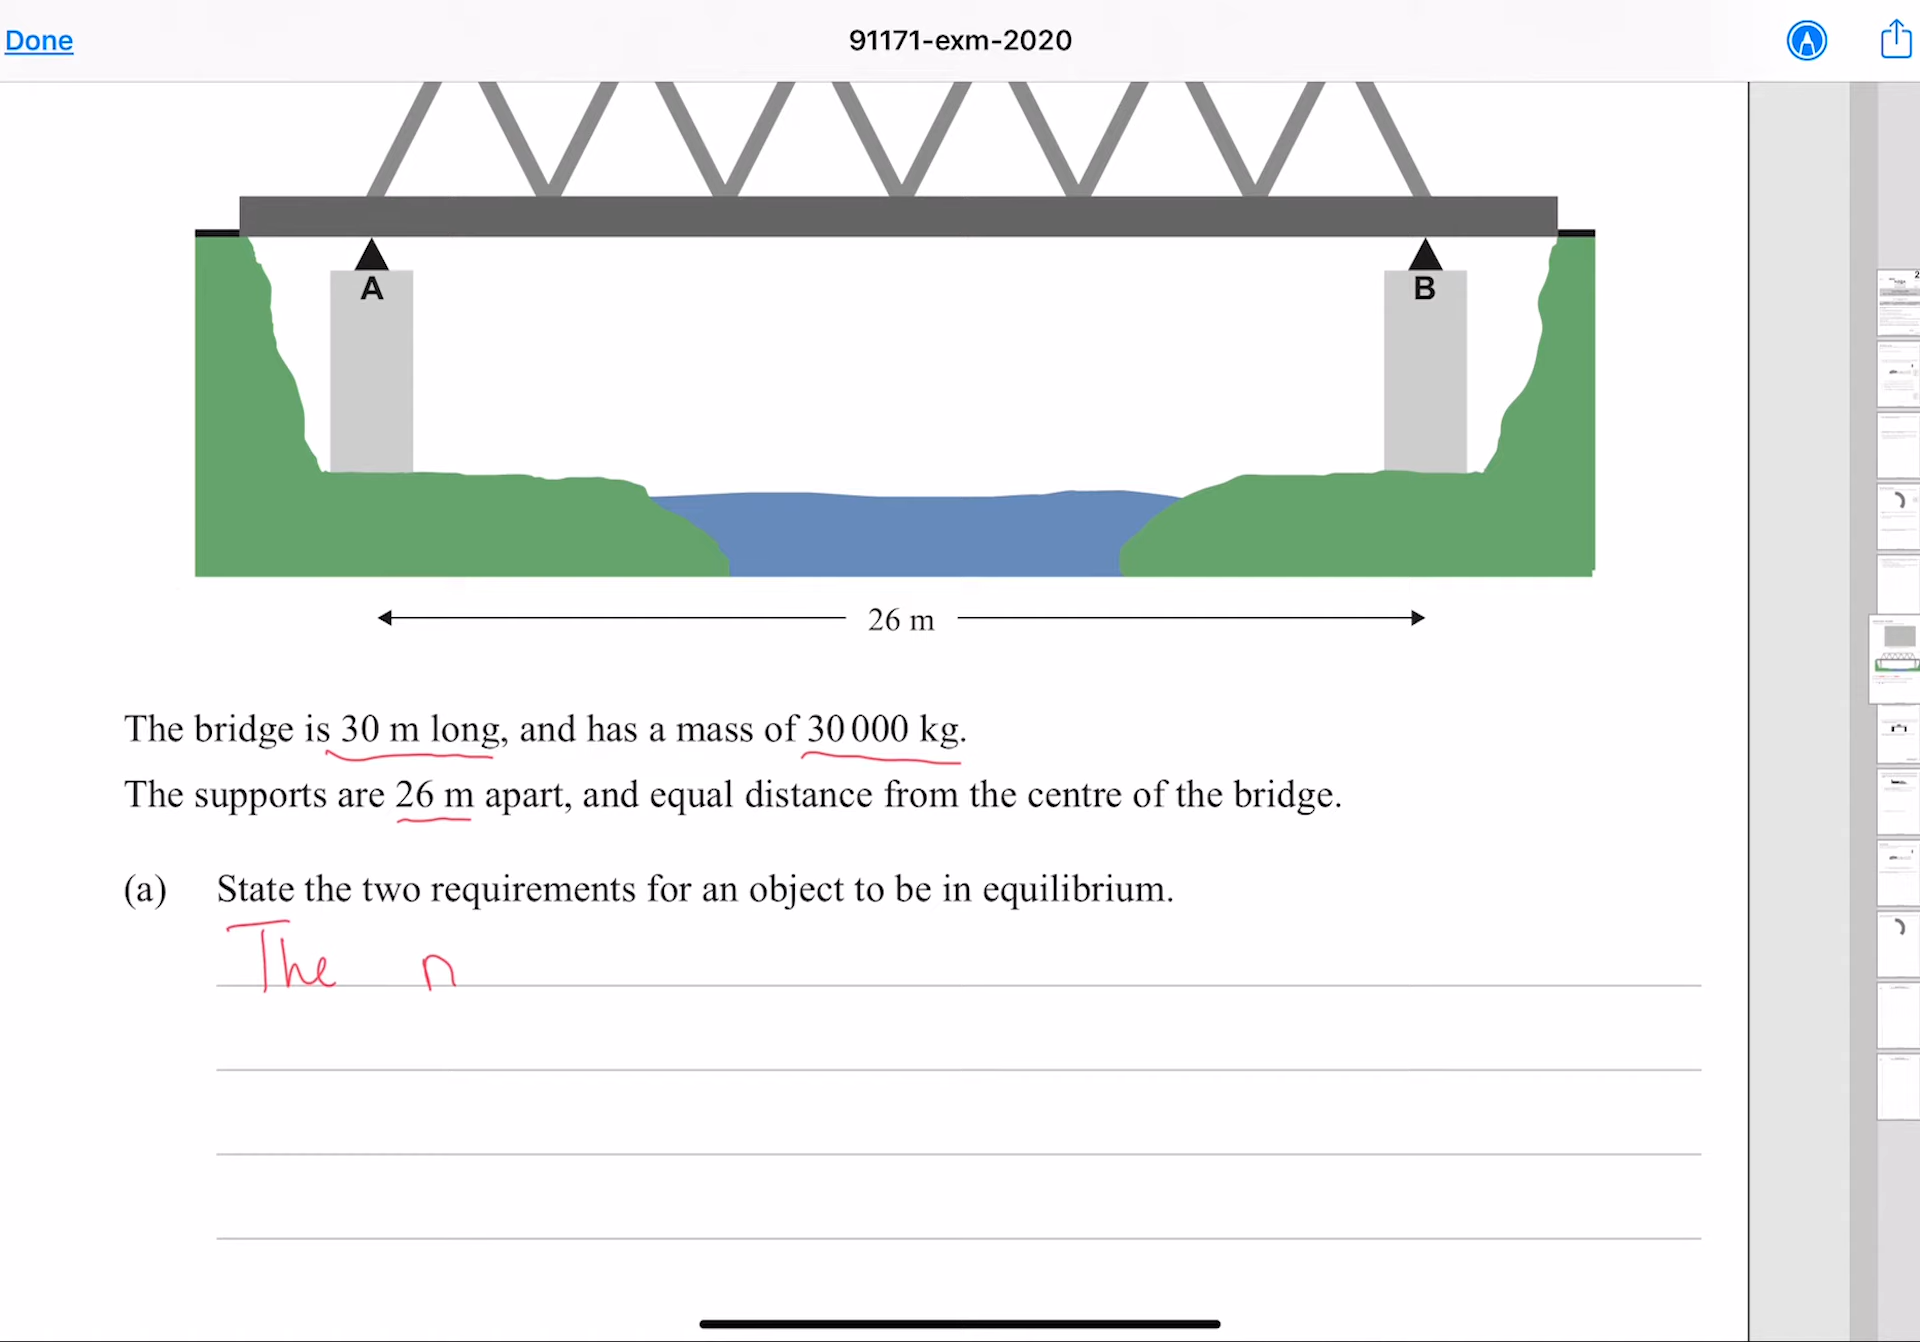 Done
91171-exm-2020
A
B
26 m
The bridge is 30 m long, and has a mass of 30 000 kg.
The supports are 26 m apart, and equal distance from the centre of the bridge.
(a) State the two requirements for an object to be in equilibrium.
The n